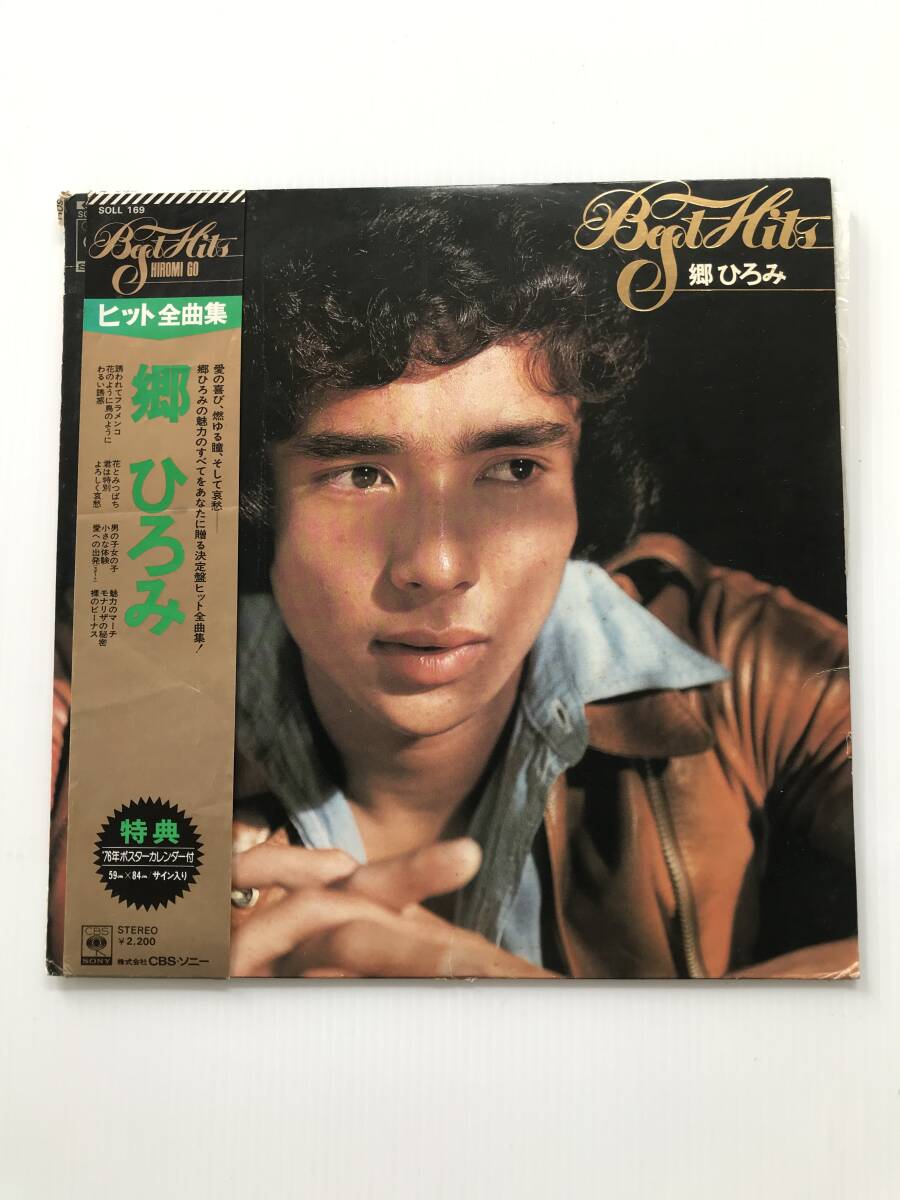 SOLL 169
Best Hits
HIROMI GO
ヒット全曲集
郷 ひろみ
愛の喜び、燃ゆる瞳、そして哀愁——
郷ひろみの魅力のすべてをあなたに贈る決定盤ヒット全曲集!
誘われてフラメンコ
花のように鳥のように
わるい誘惑
花とみつばち
君は特別
よろしく哀愁
男の子女の子
小さな体験
愛への出発
魅力のマーチ
モナリザの秘密
裸のビーナス
特典
'76年ポスターカレンダー付
59cm×84cm/サイン入り
CBS
SONY
STEREO
¥2,200
株式会社CBS・ソニー
Best Hits
郷 ひろみ